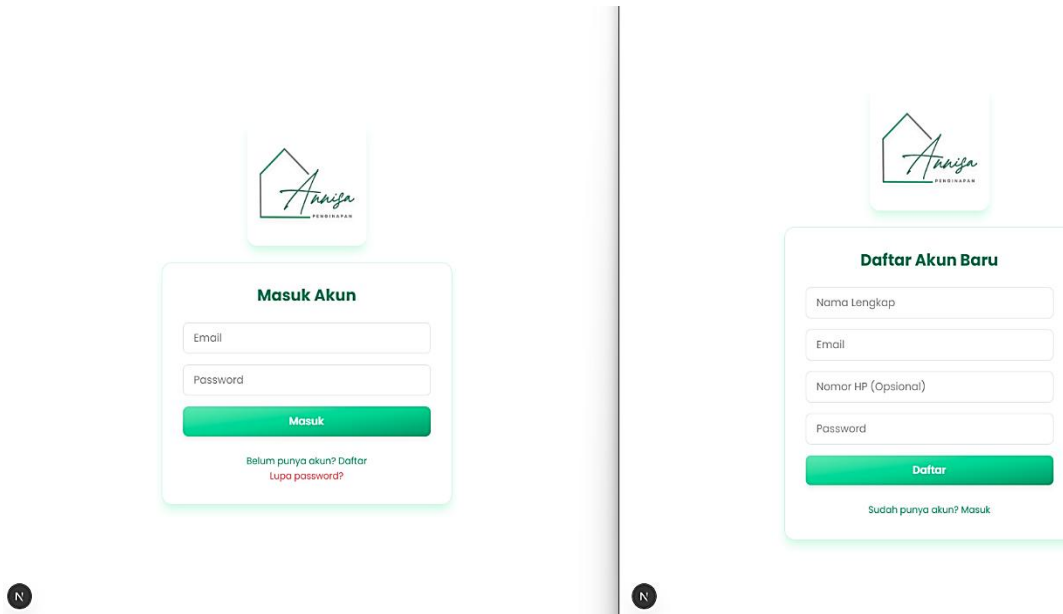 Annisa
PENGINAPAN
Masuk Akun
Email
Password
Masuk
Belum punya akun? Daftar
Lupa password?
N
Annisa
PENGINAPAN
Daftar Akun Baru
Nama Lengkap
Email
Nomor HP (Opsional)
Password
Daftar
Sudah punya akun? Masuk
N